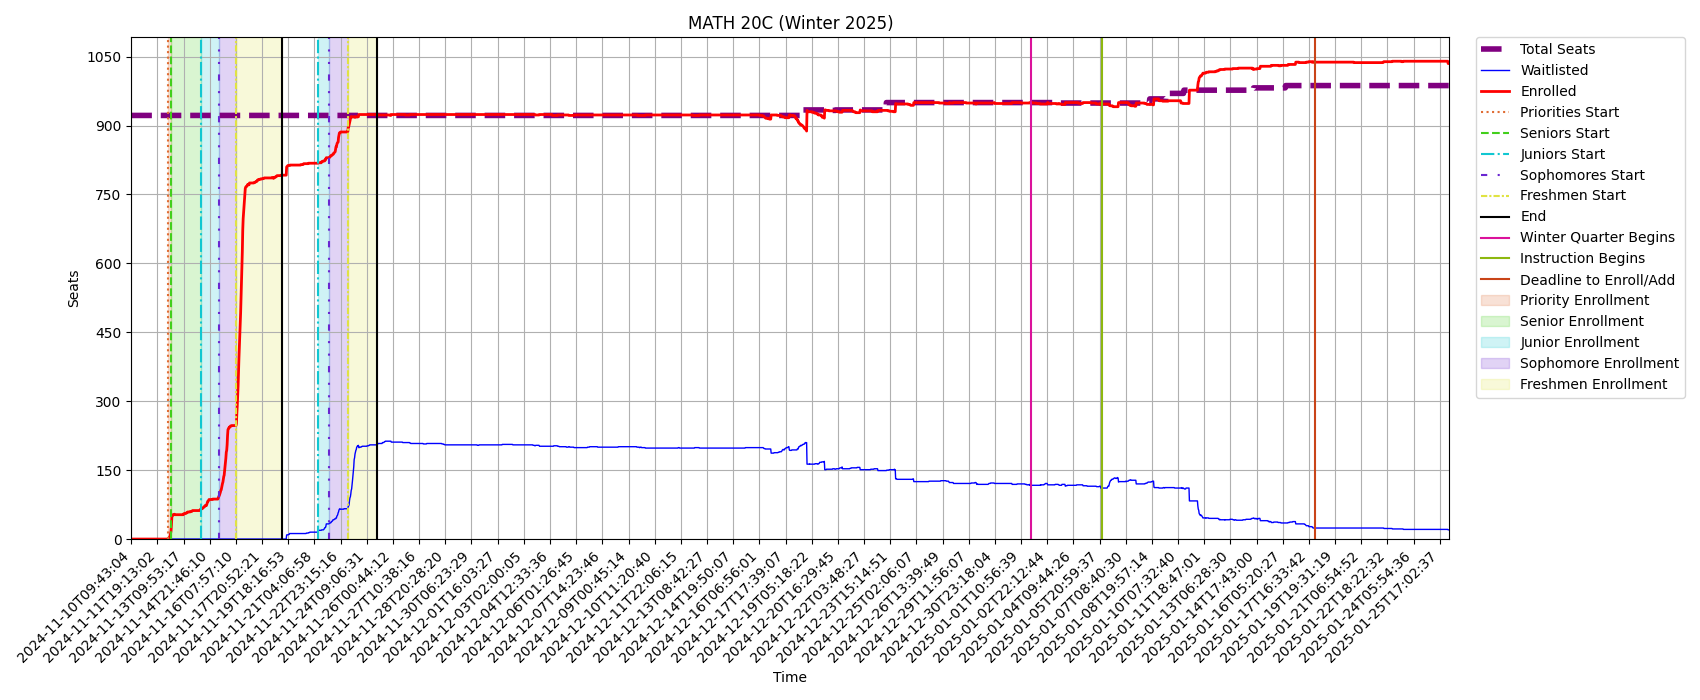 MATH 20C (Winter 2025)
Seats
1050
900
750
600
450
300
150
0
2024-11-10T09:43:04
2024-11-11T19:13:02
2024-11-13T09:53:17
2024-11-14T21:46:10
2024-11-16T07:57:10
2024-11-17T20:52:21
2024-11-19T18:16:53
2024-11-21T04:06:58
2024-11-22T23:15:16
2024-11-24T09:06:31
2024-11-26T00:44:12
2024-11-27T10:38:16
2024-11-28T20:28:20
2024-11-30T06:23:29
2024-12-01T16:03:27
2024-12-03T02:00:05
2024-12-04T12:33:36
2024-12-06T01:26:45
2024-12-07T14:23:46
2024-12-09T00:45:14
2024-12-10T11:20:40
2024-12-11T22:06:15
2024-12-13T08:42:27
2024-12-14T19:50:07
2024-12-16T06:56:01
2024-12-17T17:39:07
2024-12-19T05:18:22
2024-12-20T16:29:45
2024-12-22T03:48:27
2024-12-23T15:14:51
2024-12-25T02:06:07
2024-12-26T13:39:49
2024-12-29T11:56:07
2024-12-30T23:18:04
2025-01-01T10:56:39
2025-01-02T22:12:44
2025-01-04T09:44:26
2025-01-05T20:59:37
2025-01-07T08:40:30
2025-01-08T19:57:14
2025-01-10T07:32:40
2025-01-11T18:47:01
2025-01-13T06:28:30
2025-01-14T17:43:00
2025-01-16T05:20:27
2025-01-17T16:33:42
2025-01-19T19:31:19
2025-01-21T06:54:52
2025-01-22T18:22:32
2025-01-24T05:54:36
2025-01-25T17:02:37
Time
Total Seats
Waitlisted
Enrolled
Priorities Start
Seniors Start
Juniors Start
Sophomores Start
Freshmen Start
End
Winter Quarter Begins
Instruction Begins
Deadline to Enroll/Add
Priority Enrollment
Senior Enrollment
Junior Enrollment
Sophomore Enrollment
Freshmen Enrollment